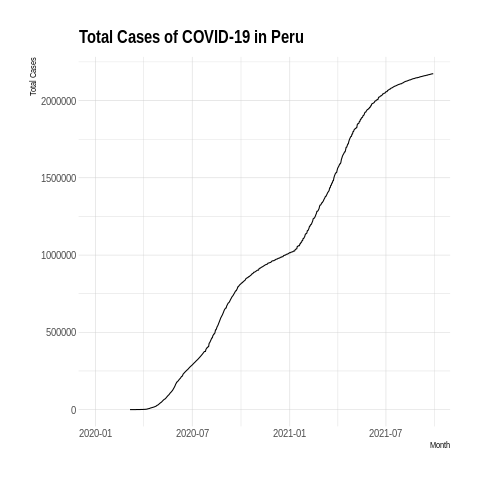 Total Cases of COVID-19 in Peru
Total Cases
2000000
1500000
1000000
500000
0
2020-01 2020-07 2021-01 2021-07
Month